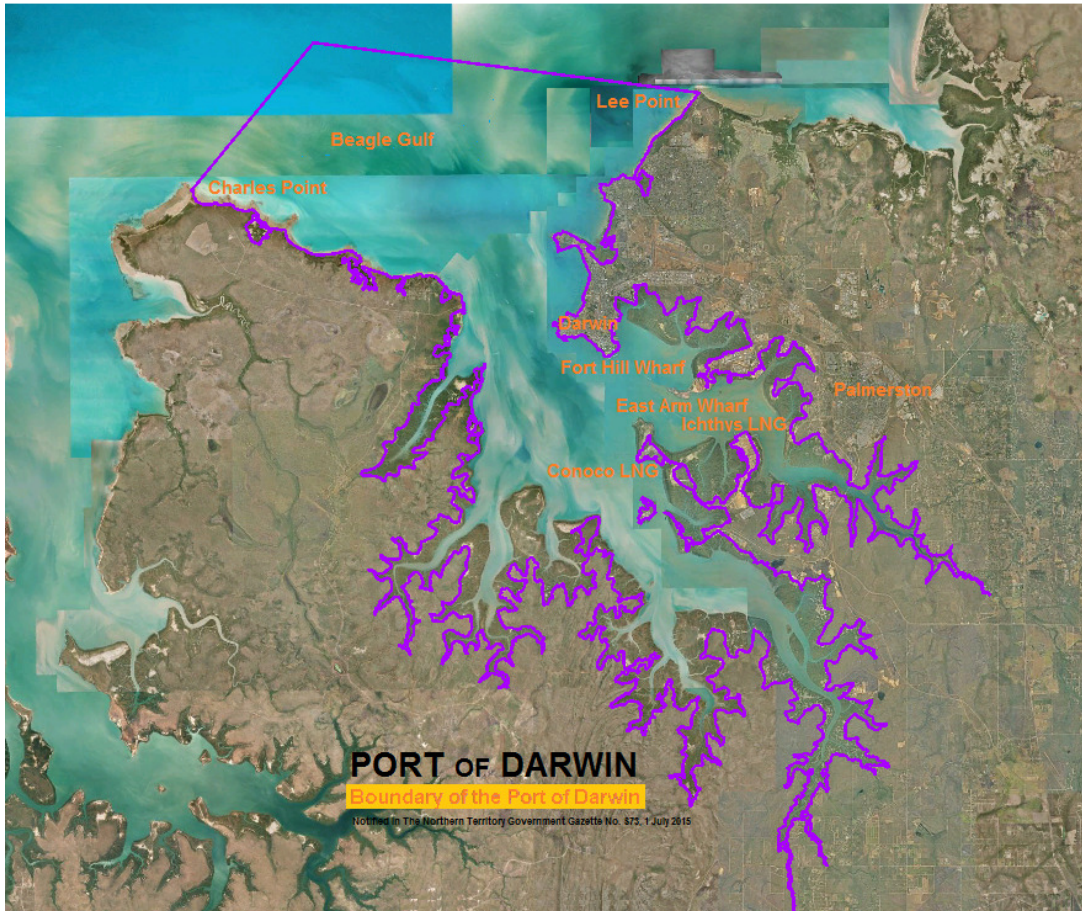 Lee Point
Beagle Gulf
Charles Point
Darwin
Fort Hill Wharf
Palmerston
East Arm Wharf
Ichthys LNG
Conoco LNG
PORT OF DARWIN
Boundary of the Port of Darwin
Notified in The Northern Territory Government Gazette No. S73, 1 July 2015